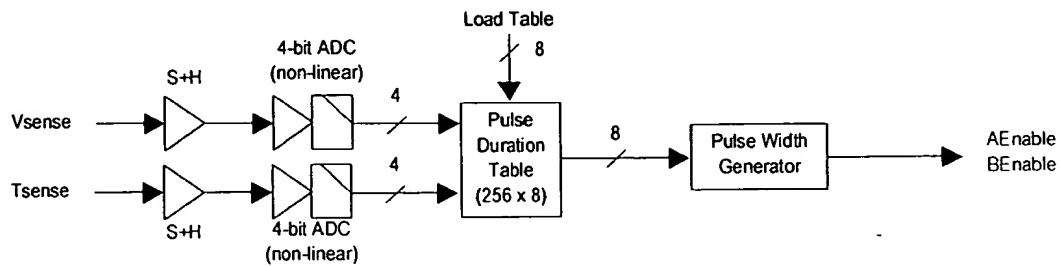 Load Table
8
4-bit ADC
(non-linear)
S+H
4
Vsense
Pulse
Duration
Table
(256 x 8)
8
Pulse Width
Generator
AEnable
BEnable
Tsense
4
S+H
4-bit ADC
(non-linear)